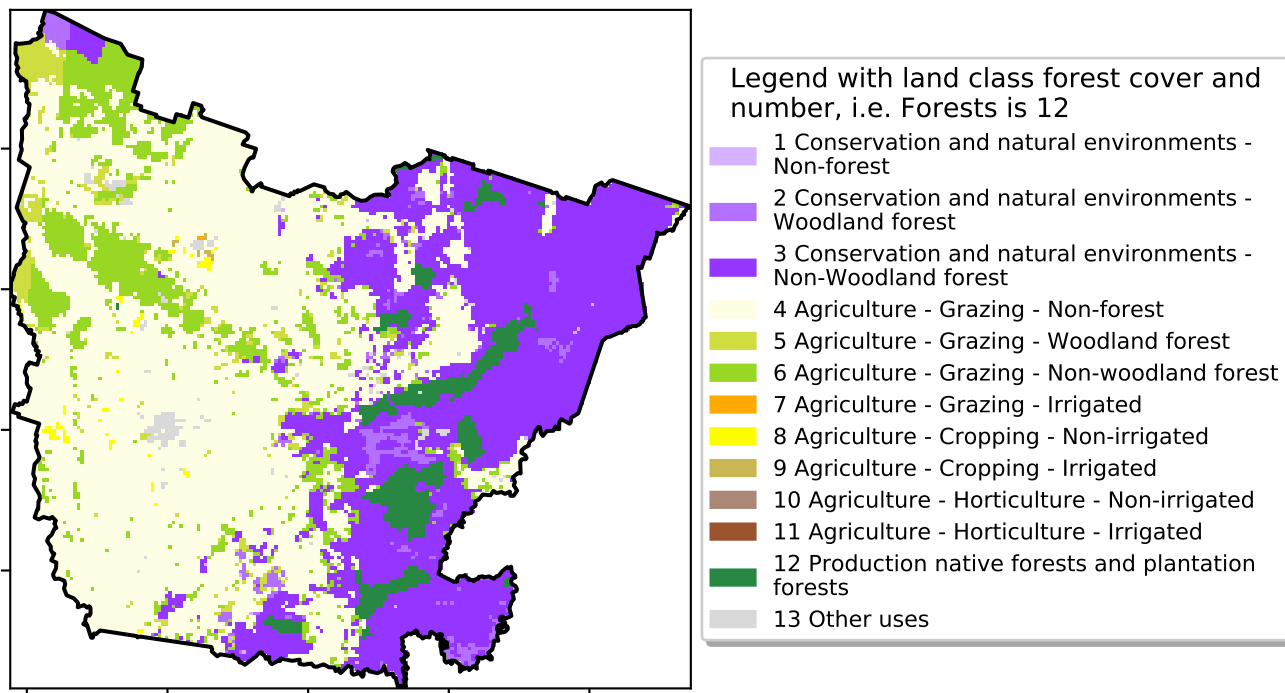 Legend with land class forest cover and
number, i.e. Forests is 12
1 Conservation and natural environments -
Non-forest
2 Conservation and natural environments -
Woodland forest
3 Conservation and natural environments -
Non-Woodland forest
4 Agriculture - Grazing - Non-forest
5 Agriculture - Grazing - Woodland forest
6 Agriculture - Grazing - Non-woodland forest
7 Agriculture - Grazing - Irrigated
8 Agriculture - Cropping - Non-irrigated
9 Agriculture - Cropping - Irrigated
10 Agriculture - Horticulture - Non-irrigated
11 Agriculture - Horticulture - Irrigated
12 Production native forests and plantation
forests
13 Other uses